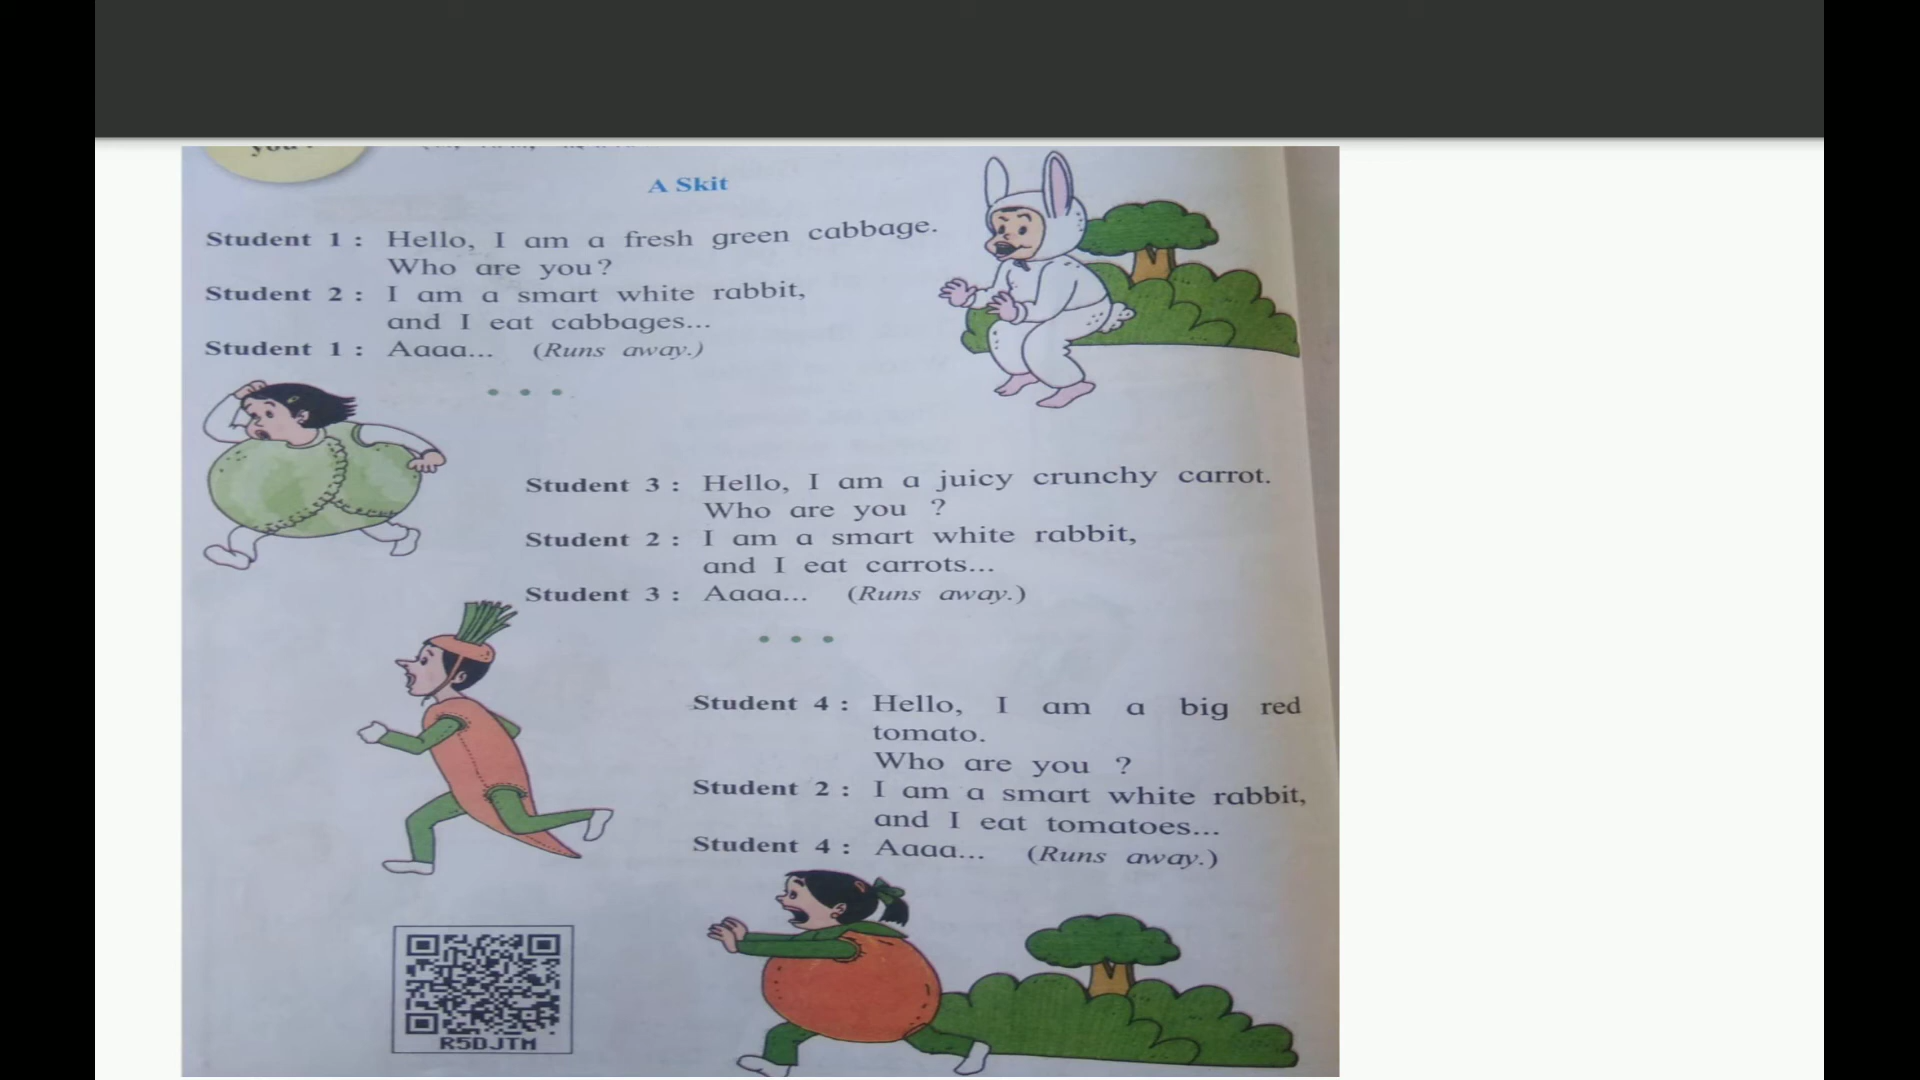 A Skit
Student 1 : Hello, I am a fresh green cabbage.
Who are you?
Student 2 : I am a smart white rabbit,
and I eat cabbages...
Student 1 : Aaaa... (Runs away.)
Student 3 : Hello, I am a juicy crunchy carrot.
Who are you ?
Student 2 : I am a smart white rabbit,
and I eat carrots...
Student 3 : Aaaa... (Runs away.)
Student 4 : Hello, I am a big red
tomato.
Who are you ?
Student 2 : I am a smart white rabbit,
and I eat tomatoes...
Student 4 : Aaaa... (Runs away.)
R5DJTM